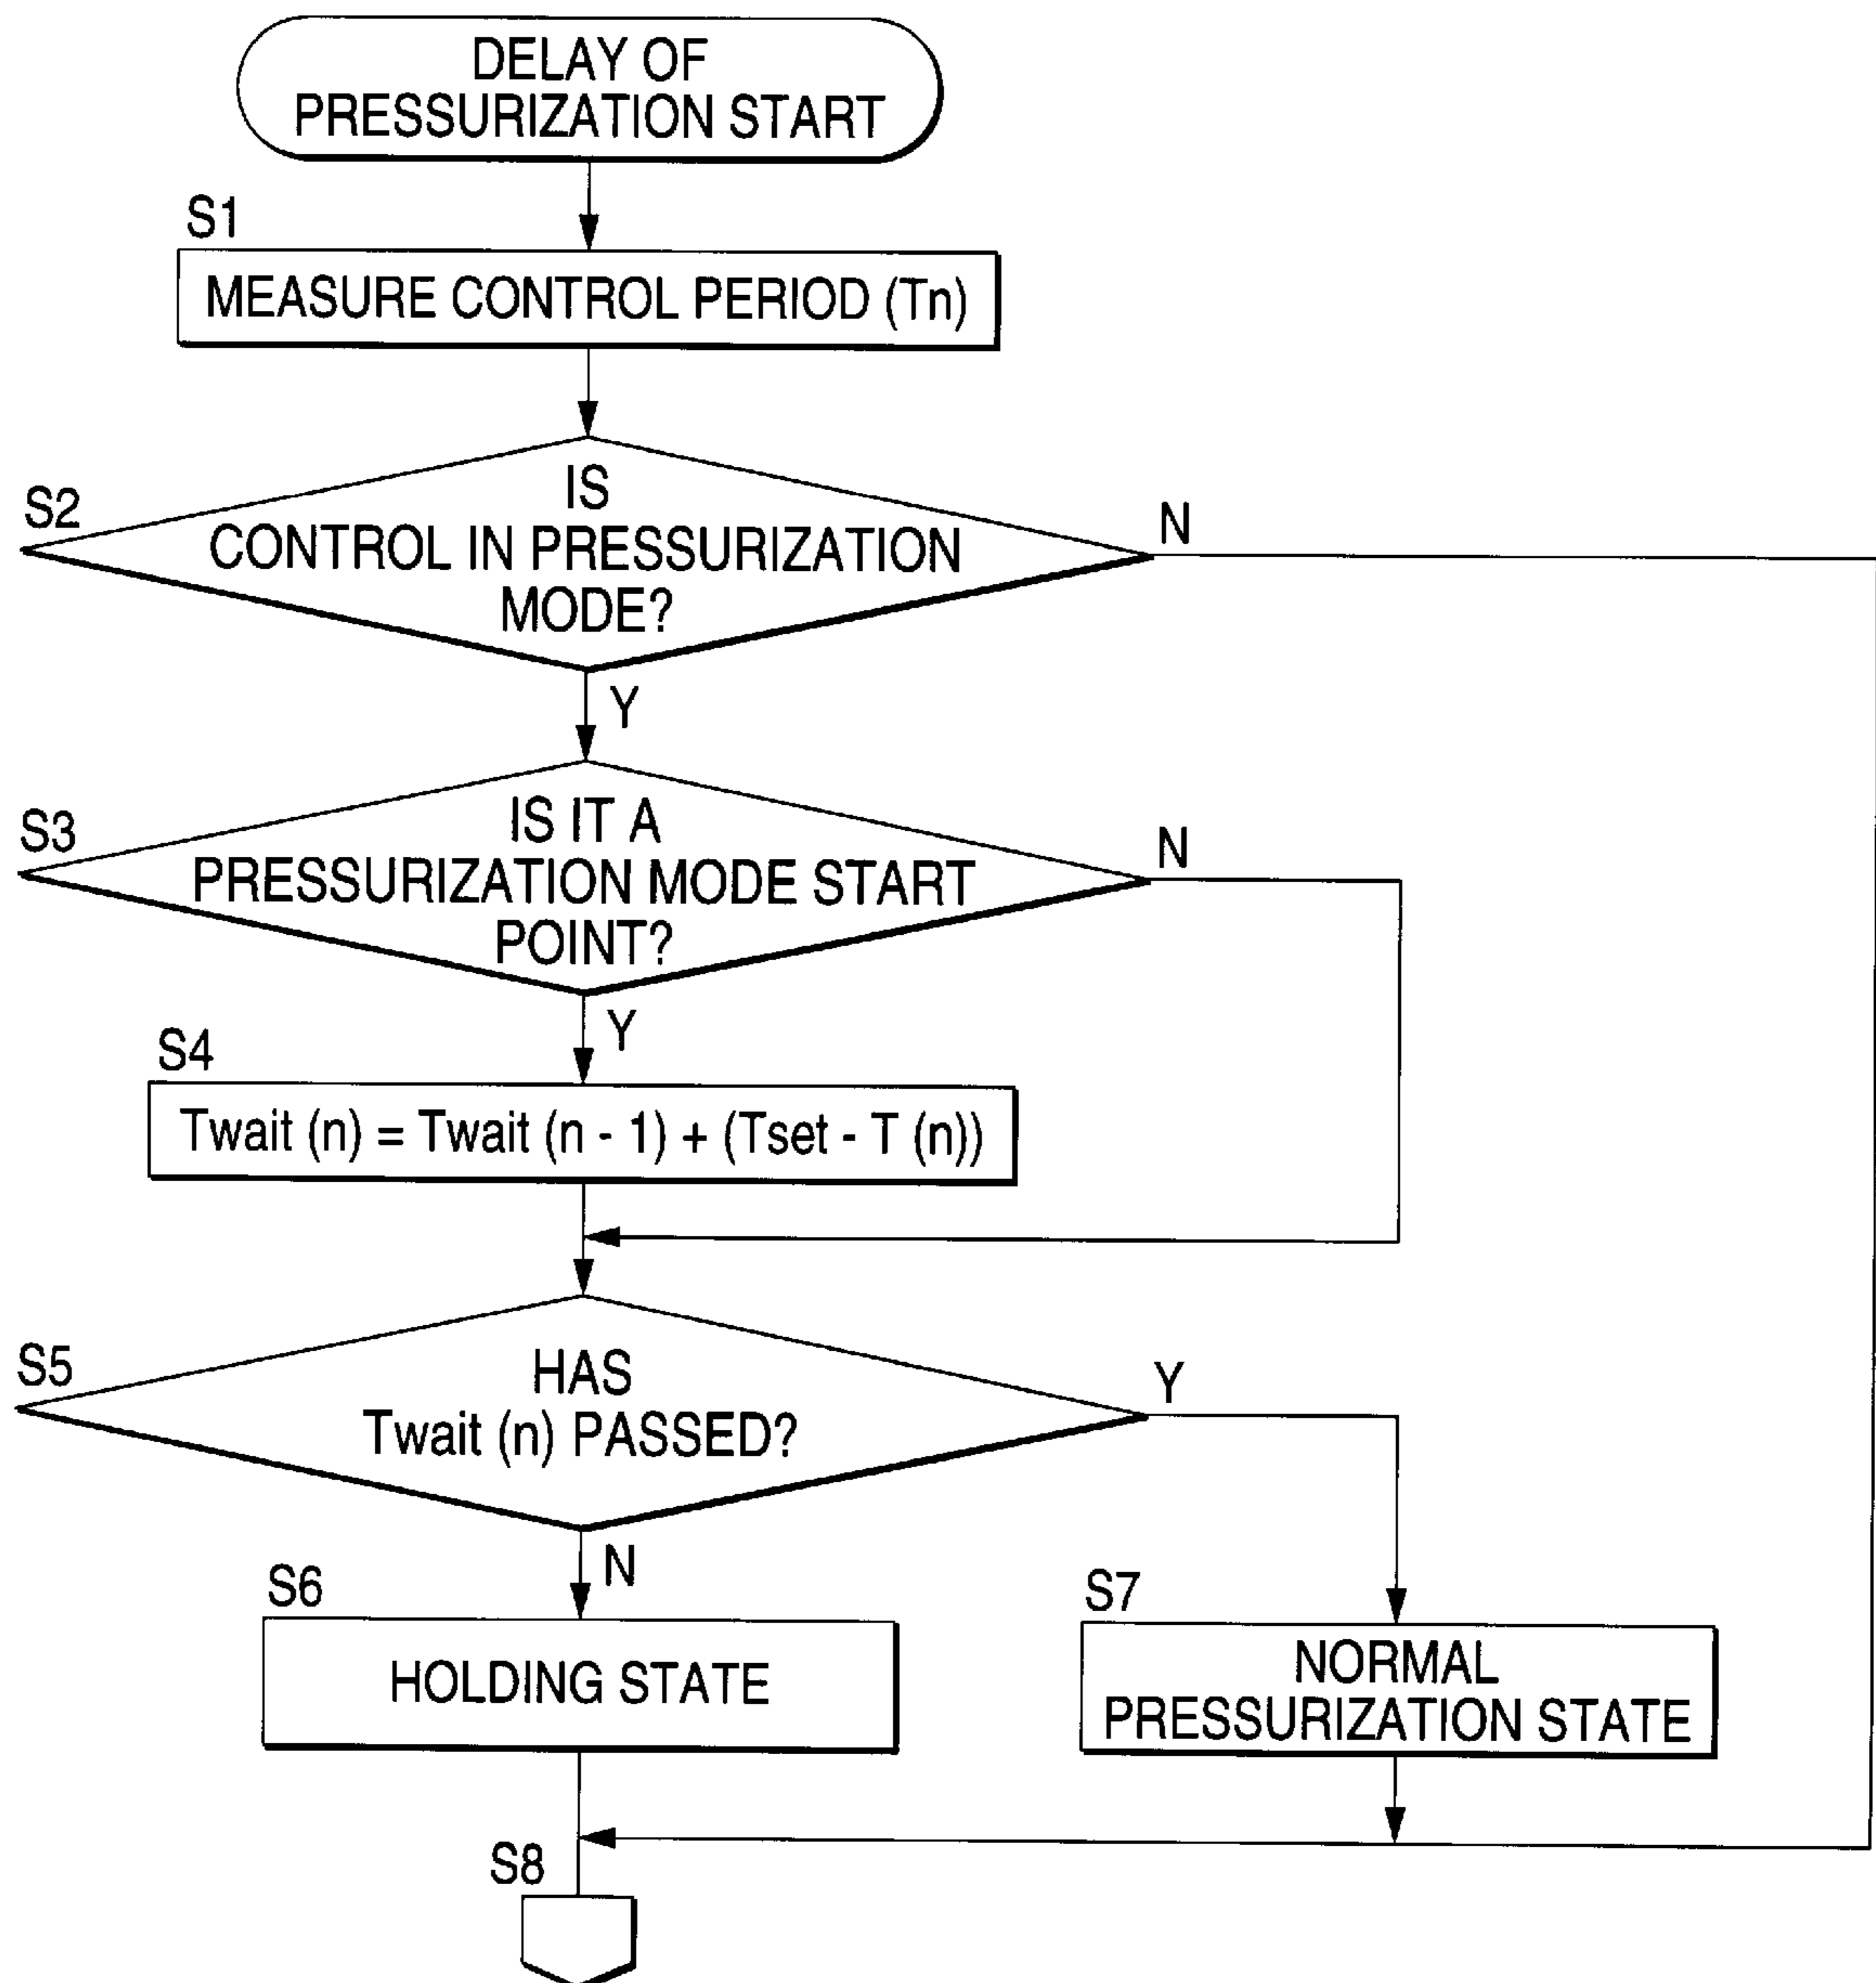 DELAY OF
PRESSURIZATION START
S1
MEASURE CONTROL PERIOD (Tn)
S2
IS
CONTROL IN PRESSURIZATION
MODE?
N
Y
S3
IS IT A
PRESSURIZATION MODE START
POINT?
N
Y
S4
Twait (n) = Twait (n - 1) + (Tset - T (n))
S5
HAS
Twait (n) PASSED?
Y
N
S6
HOLDING STATE
S7
NORMAL
PRESSURIZATION STATE
S8